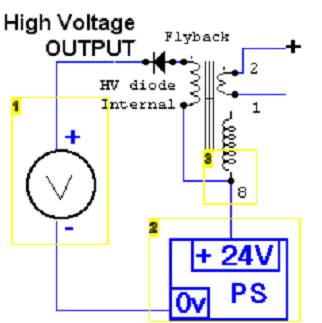 High Voltage
OUTPUT
Flyback
+
2
HV diode
Internal
1
1
3
+
V
8
-
2
+ 24V
0v
PS